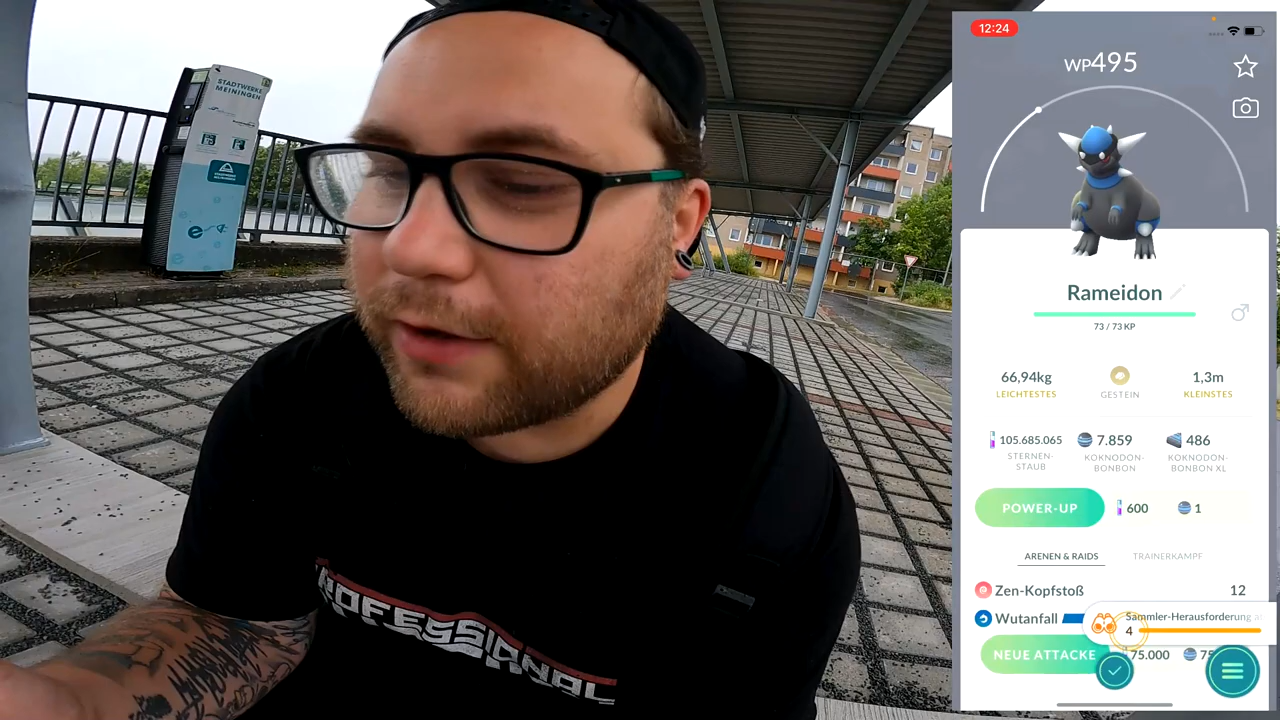 STADTWERKE
MEININGEN
PROFESSIONAL
12:24
WP495
Rameidon
73 / 73 KP
66,94kg
LEICHTESTES
GESTEIN
1,3m
KLEINSTES
105.685.065
STERNEN-
STAUB
7.859
KOKNODON-
BONBON
486
KOKNODON-
BONBON XL
POWER-UP
600
1
ARENEN & RAIDS
TRAINERKAMPF
Zen-Kopfstoß
12
Wutanfall
Sammler-Herausforderung
4
NEUE ATTACKE
75.000